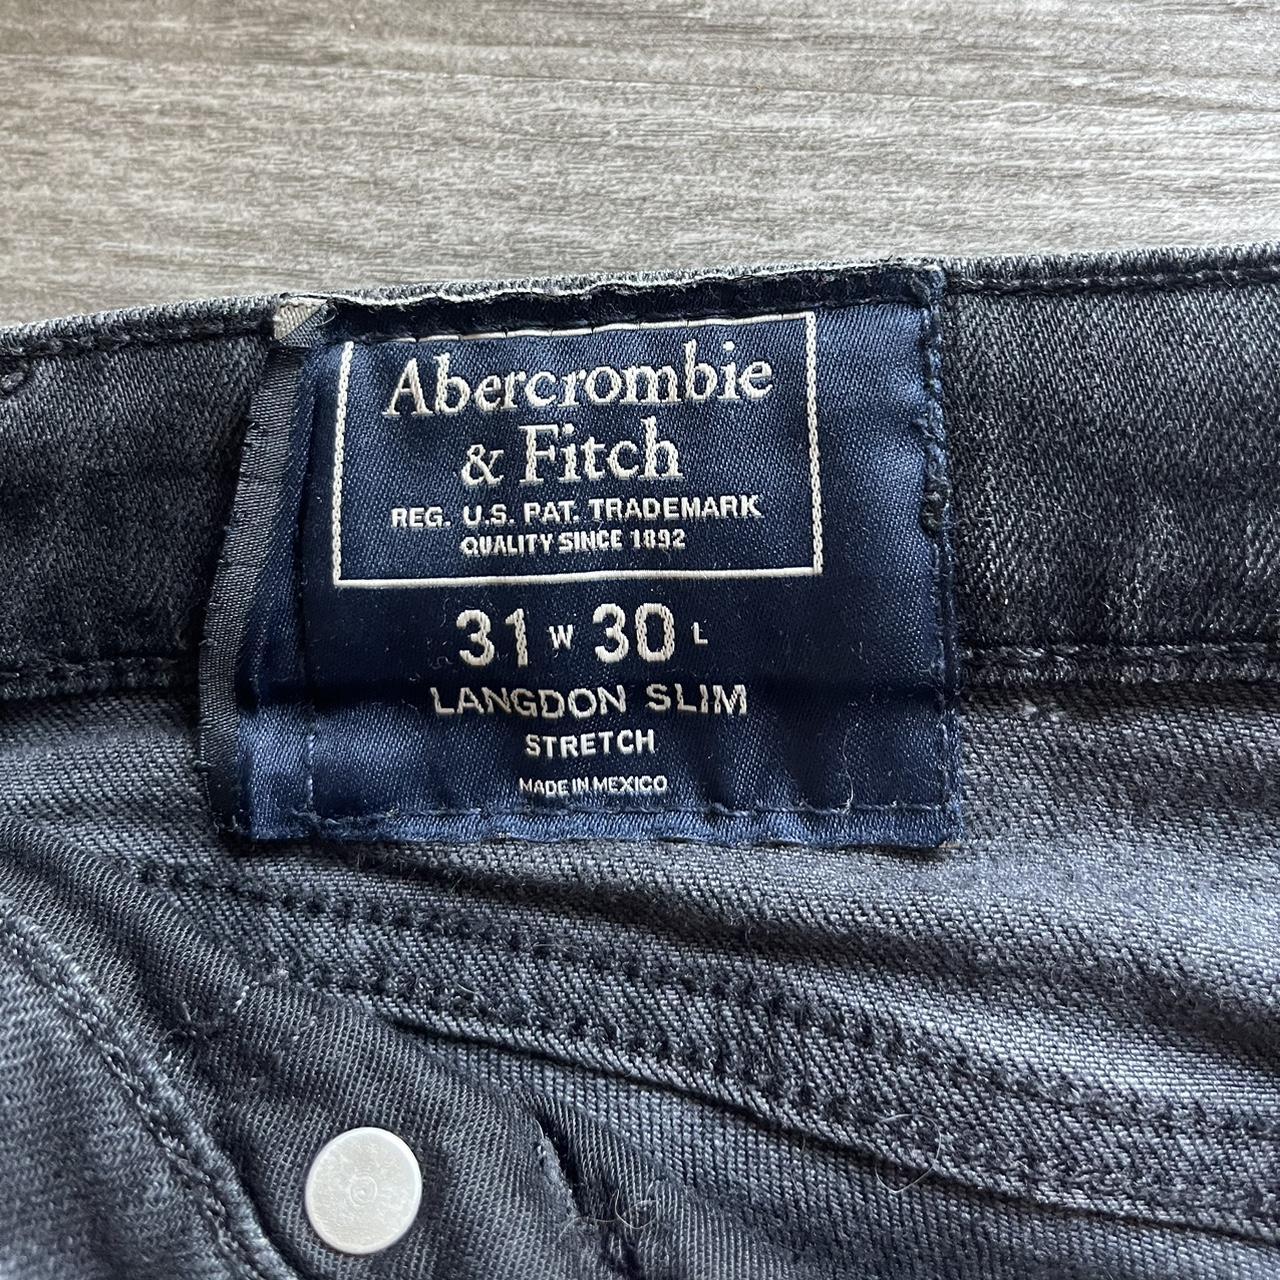 Abercrombie
& Fitch
REG. U.S. PAT. TRADEMARK
QUALITY SINCE 1892
31 W 30 L
LANGDON SLIM
STRETCH
MADE IN MEXICO